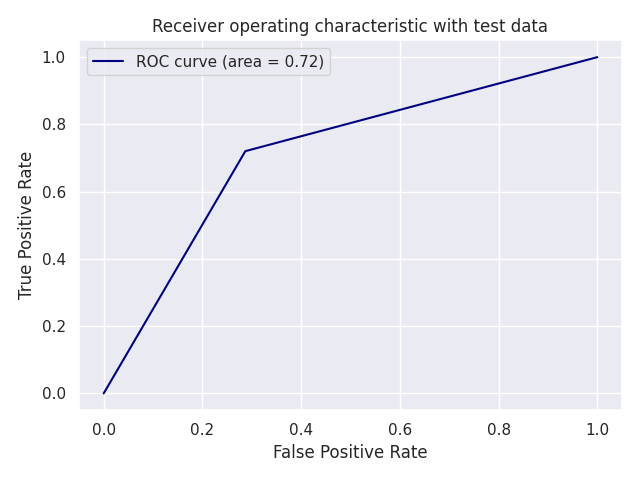 Receiver operating characteristic with test data
ROC curve (area = 0.72)
1.0
0.8
0.6
0.4
0.2
0.0
True Positive Rate
0.0 0.2 0.4 0.6 0.8 1.0
False Positive Rate